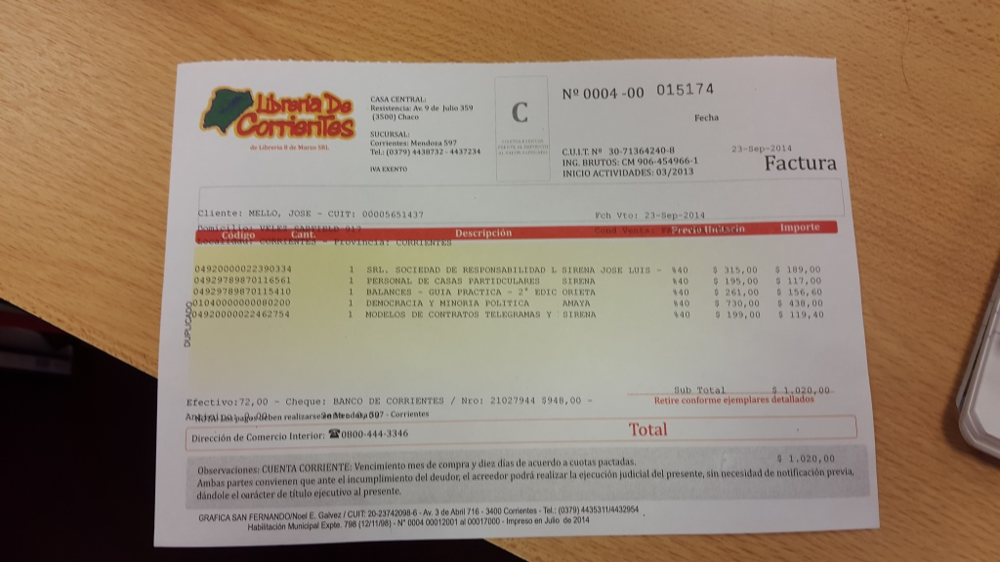 Librería De
Corrientes
de Librería 8 de Marzo SRL
CASA CENTRAL:
Resistencia: Av. 9 de Julio 359
(3500) Chaco
SUCURSAL:
Corrientes: Mendoza 597
Tel.: (0379) 4438732 - 4437234
IVA EXENTO
C
Nº 0004 -00 015174
Fecha
23-Sep-2014
C.U.I.T. Nº 30-71364240-8
ING. BRUTOS: CM 906-454966-1
INICIO ACTIVIDADES: 03/2013
Factura
Cliente: MELLO, JOSE - CUIT: 00005651437
Fch Vto: 23-Sep-2014
Domicilio: VELEZ
Cond Venta:
Provincia: CORRIENTES
Código Cant. Descripción Precio Unitario Importe
04920000022390334 1 SRL. SOCIEDAD DE RESPONSABILIDAD L SIRENA JOSE LUIS - %40 $ 315,00 $ 189,00
04929789870116561 1 PERSONAL DE CASAS PARTIDCULARES SIRENA %40 $ 195,00 $ 117,00
04929789870115410 1 BALANCES - GUIA PRACTICA - 2° EDIC ORIETA %40 $ 261,00 $ 156,60
01040000000080200 1 DEMOCRACIA Y MINORIA POLITICA AMAYA %40 $ 730,00 $ 438,00
04920000022462754 1 MODELOS DE CONTRATOS TELEGRAMAS Y SIRENA %40 $ 199,00 $ 119,40
DUPLICADO
Sub Total $ 1.020,00
Efectivo:72,00 - Cheque: BANCO DE CORRIENTES / Nro: 21027944 $948,00 -
Retire conforme ejemplares detallados
NOTA: Los pagos deben realizarse en Mendoza 597 - Corrientes
Dirección de Comercio Interior: ☎0800-444-3346
Total
$ 1.020,00
Observaciones: CUENTA CORRIENTE: Vencimiento mes de compra y diez días de acuerdo a cuotas pactadas.
Ambas partes convienen que ante el incumplimiento del deudor, el acreedor podrá realizar la ejecución judicial del presente, sin necesidad de notificación previa,
dándole el carácter de título ejecutivo al presente.
GRAFICA SAN FERNANDO/Noel E. Galvez / CUIT: 20-23742098-6 - Av. 3 de Abril 716 - 3400 Corrientes - Tel.: (0379) 4435311/4432954
Habilitación Municipal Expte. 798 (12/11/98) - N° 0004 00012001 al 00017000 - Impreso en Julio de 2014